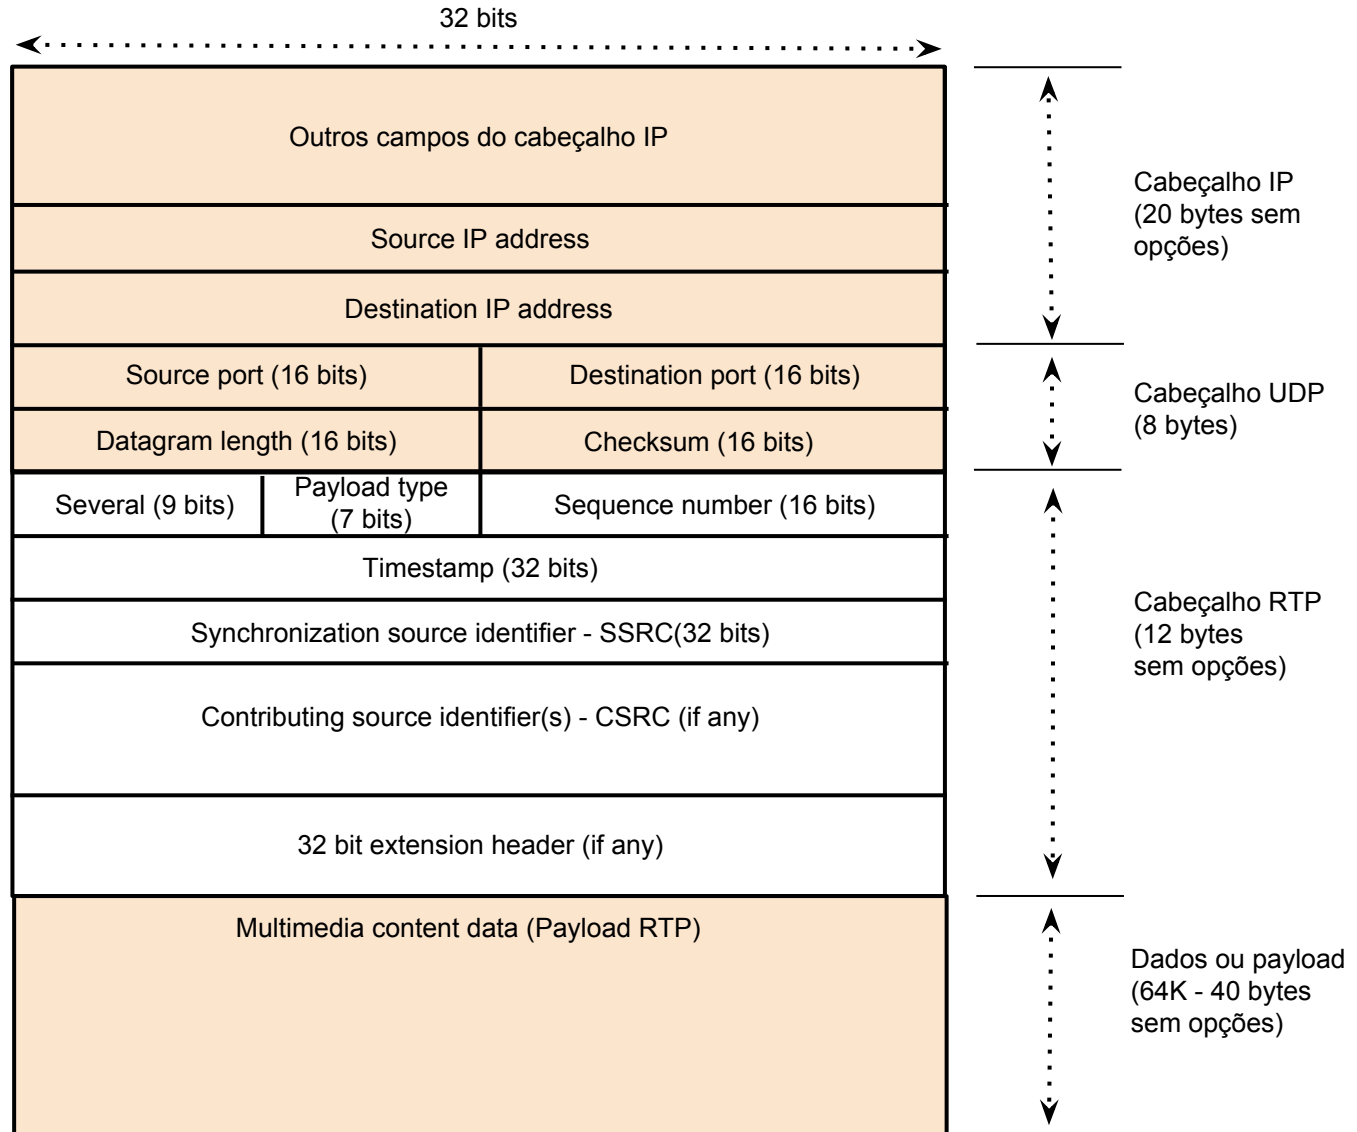 32 bits
Outros campos do cabeçalho IP
Source IP address
Destination IP address
Cabeçalho IP
(20 bytes sem
opções)
Source port (16 bits)
Destination port (16 bits)
Datagram length (16 bits)
Checksum (16 bits)
Cabeçalho UDP
(8 bytes)
Several (9 bits)
Payload type
(7 bits)
Sequence number (16 bits)
Timestamp (32 bits)
Synchronization source identifier - SSRC(32 bits)
Contributing source identifier(s) - CSRC (if any)
32 bit extension header (if any)
Cabeçalho RTP
(12 bytes
sem opções)
Multimedia content data (Payload RTP)
Dados ou payload
(64K - 40 bytes
sem opções)